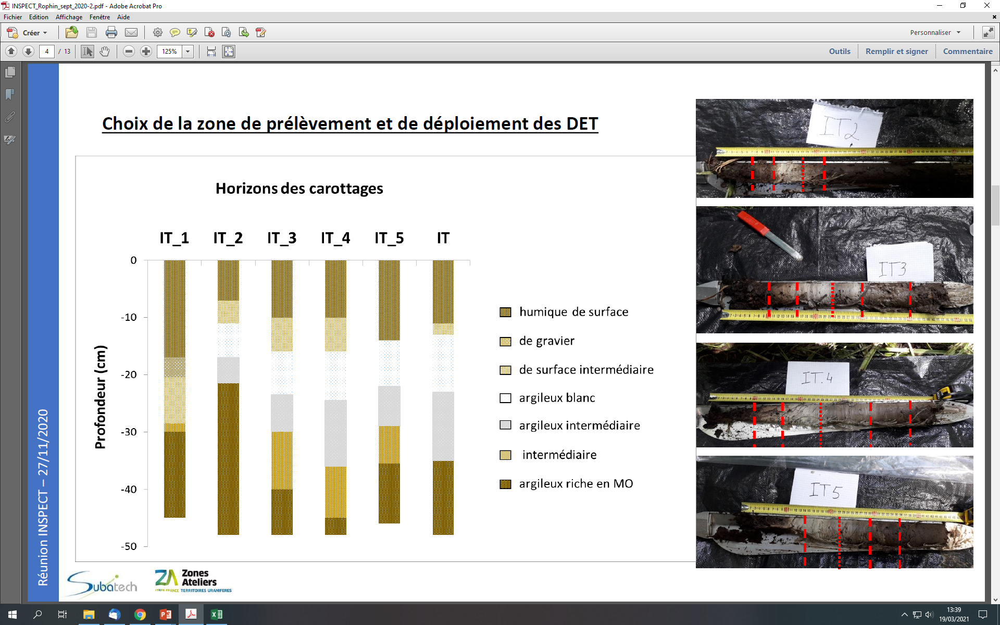 INSPECT_Rophin_sept_2020-2.pdf - Adobe Acrobat Pro
Fichier Edition Affichage Fenêtre Aide
Créer
Personnaliser
4 / 13
125%
Outils Remplir et signer Commentaire
Réunion INSPECT – 27/11/2020
Choix de la zone de prélèvement et de déploiement des DET
Horizons des carottages
IT_1 IT_2 IT_3 IT_4 IT_5 IT
Profondeur (cm)
0
-10
-20
-30
-40
-50
humique de surface
de gravier
de surface intermédiaire
argileux blanc
argileux intermédiaire
intermédiaire
argileux riche en MO
IT2
IT3
IT.4
IT5
Subatech
ZA Zones
Ateliers
LTSER FRANCE TERRITOIRES URANIFERES
13:39
19/03/2021